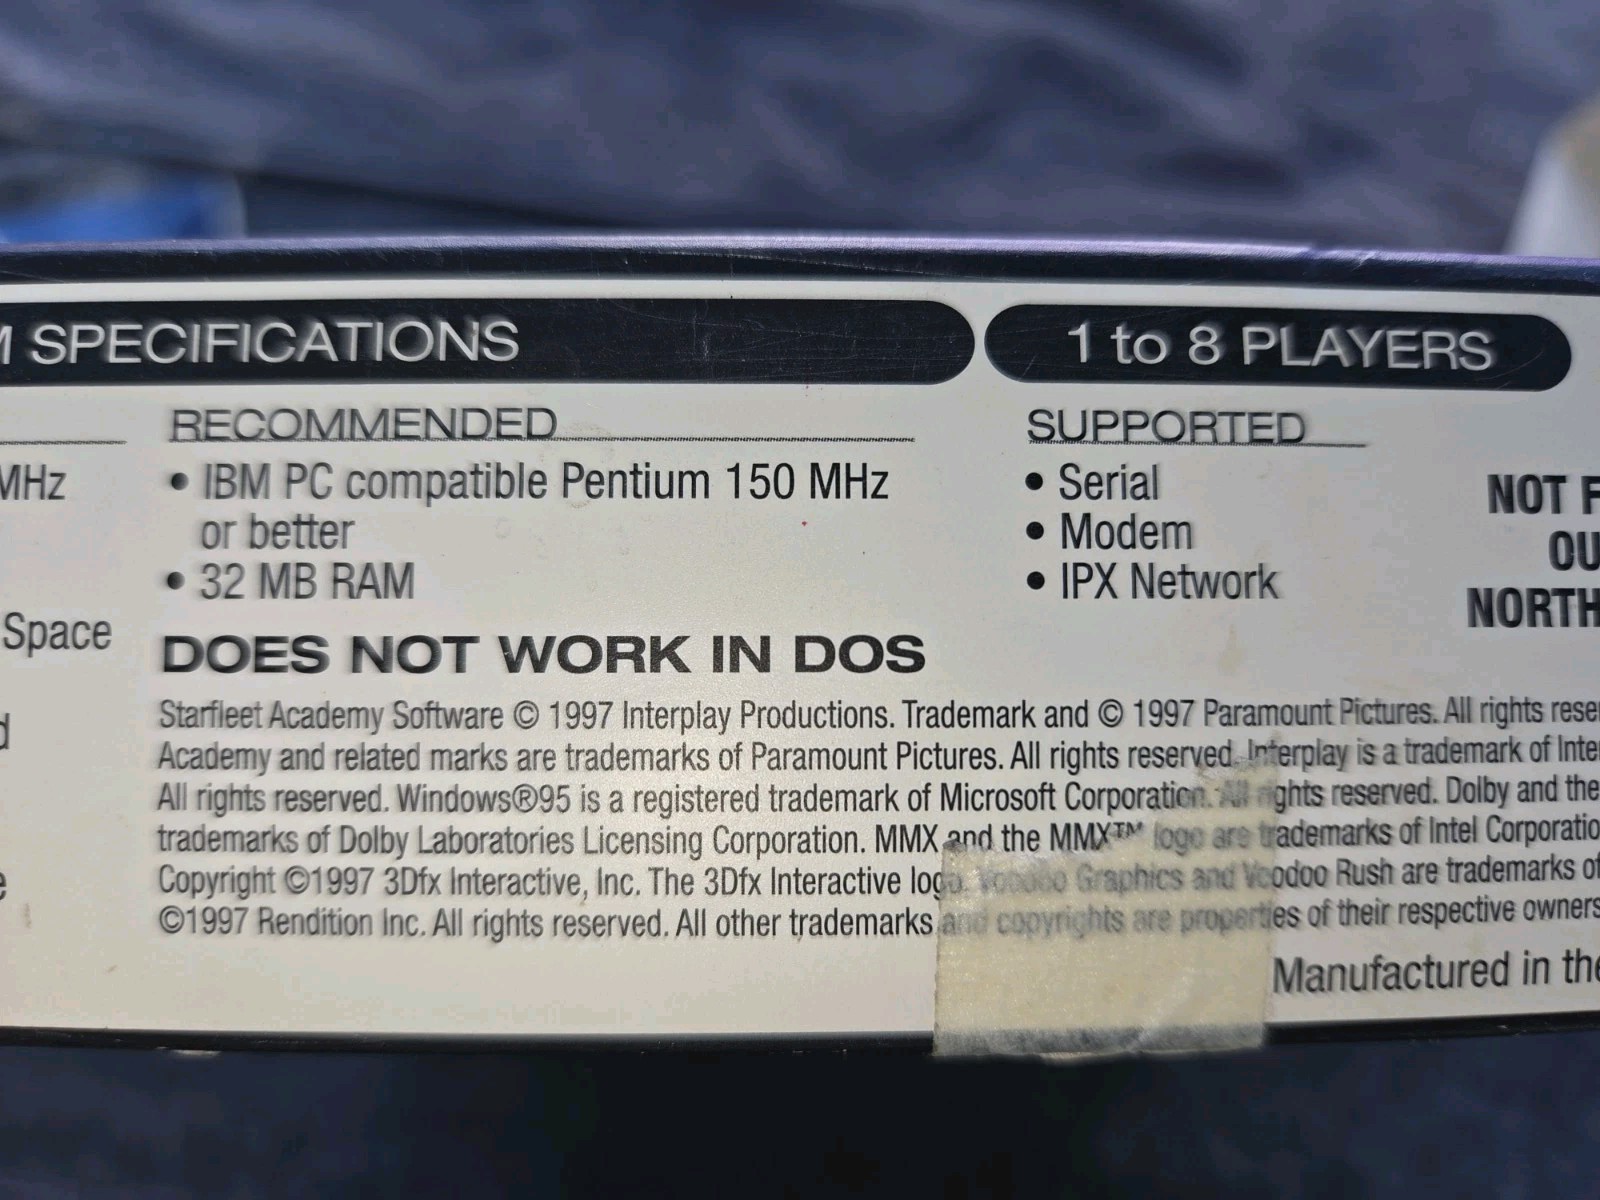 SPECIFICATIONS
1 to 8 PLAYERS
RECOMMENDED
SUPPORTED
MHz
• IBM PC compatible Pentium 150 MHz
or better
• 32 MB RAM
• Serial
• Modem
• IPX Network
NOT
Space
DOES NOT WORK IN DOS
Starfleet Academy Software © 1997 Interplay Productions. Trademark and © 1997 Paramount Pictures. All rights
Academy and related marks are trademarks of Paramount Pictures. All rights reserved. Interplay is a trademark of
All rights reserved. Windows®95 is a registered trademark of Microsoft Corporation. All rights reserved. Dolby and the
trademarks of Dolby Laboratories Licensing Corporation. MMX and the MMX™ logo are trademarks of Intel
Copyright ©1997 3Dfx Interactive, Inc. The 3Dfx Interactive logo. Voodoo Graphics and Voodoo Rush are trademarks of
©1997 Rendition Inc. All rights reserved. All other trademarks and copyrights are properties of their respective owners
Manufactured in the